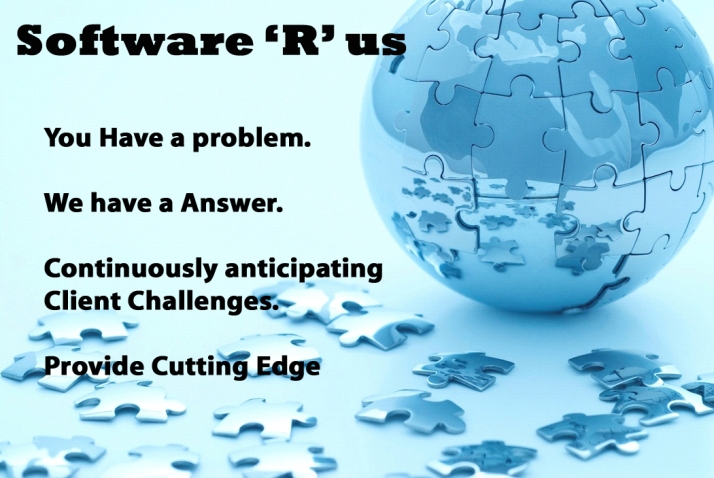 Software ‘R’ us
You Have a problem.
We have a Answer.
Continuously anticipating
Client Challenges.
Provide Cutting Edge